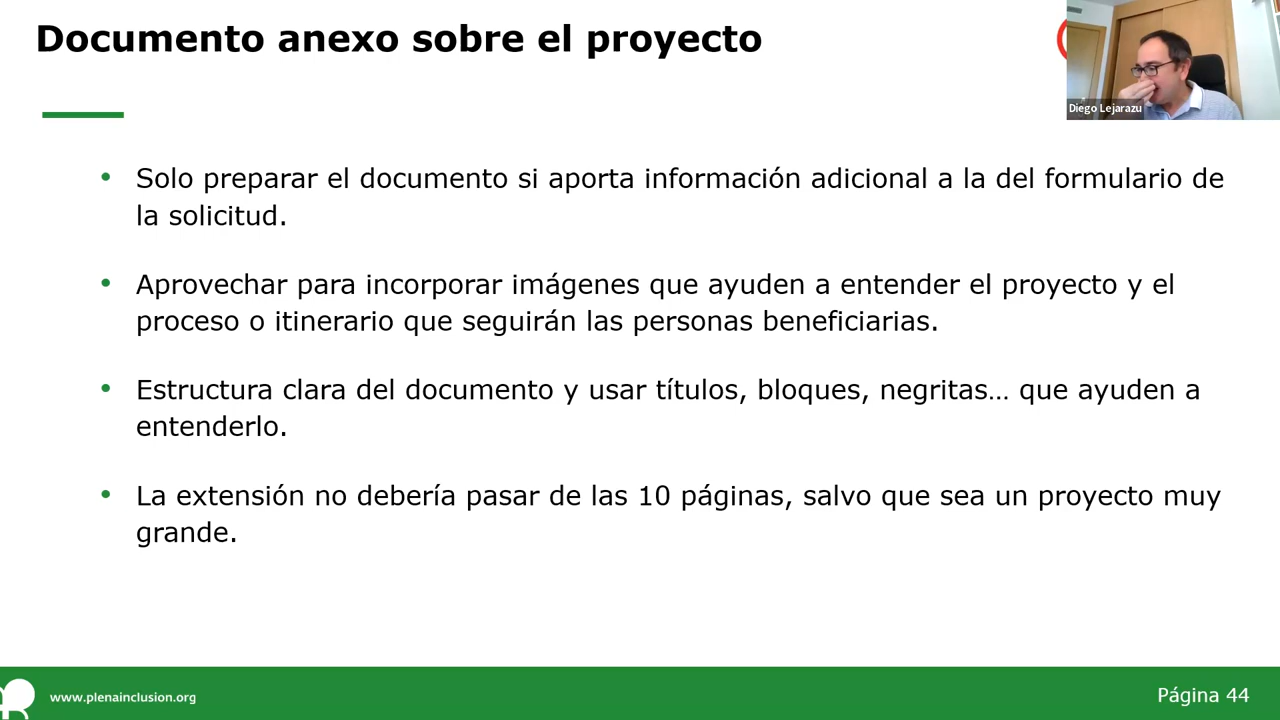 Documento anexo sobre el proyecto
Diego Lejarazu
• Solo preparar el documento si aporta información adicional a la del formulario de
la solicitud.
• Aprovechar para incorporar imágenes que ayuden a entender el proyecto y el
proceso o itinerario que seguirán las personas beneficiarias.
• Estructura clara del documento y usar títulos, bloques, negritas… que ayuden a
entenderlo.
• La extensión no debería pasar de las 10 páginas, salvo que sea un proyecto muy
grande.
www.plenainclusion.org
Página 44